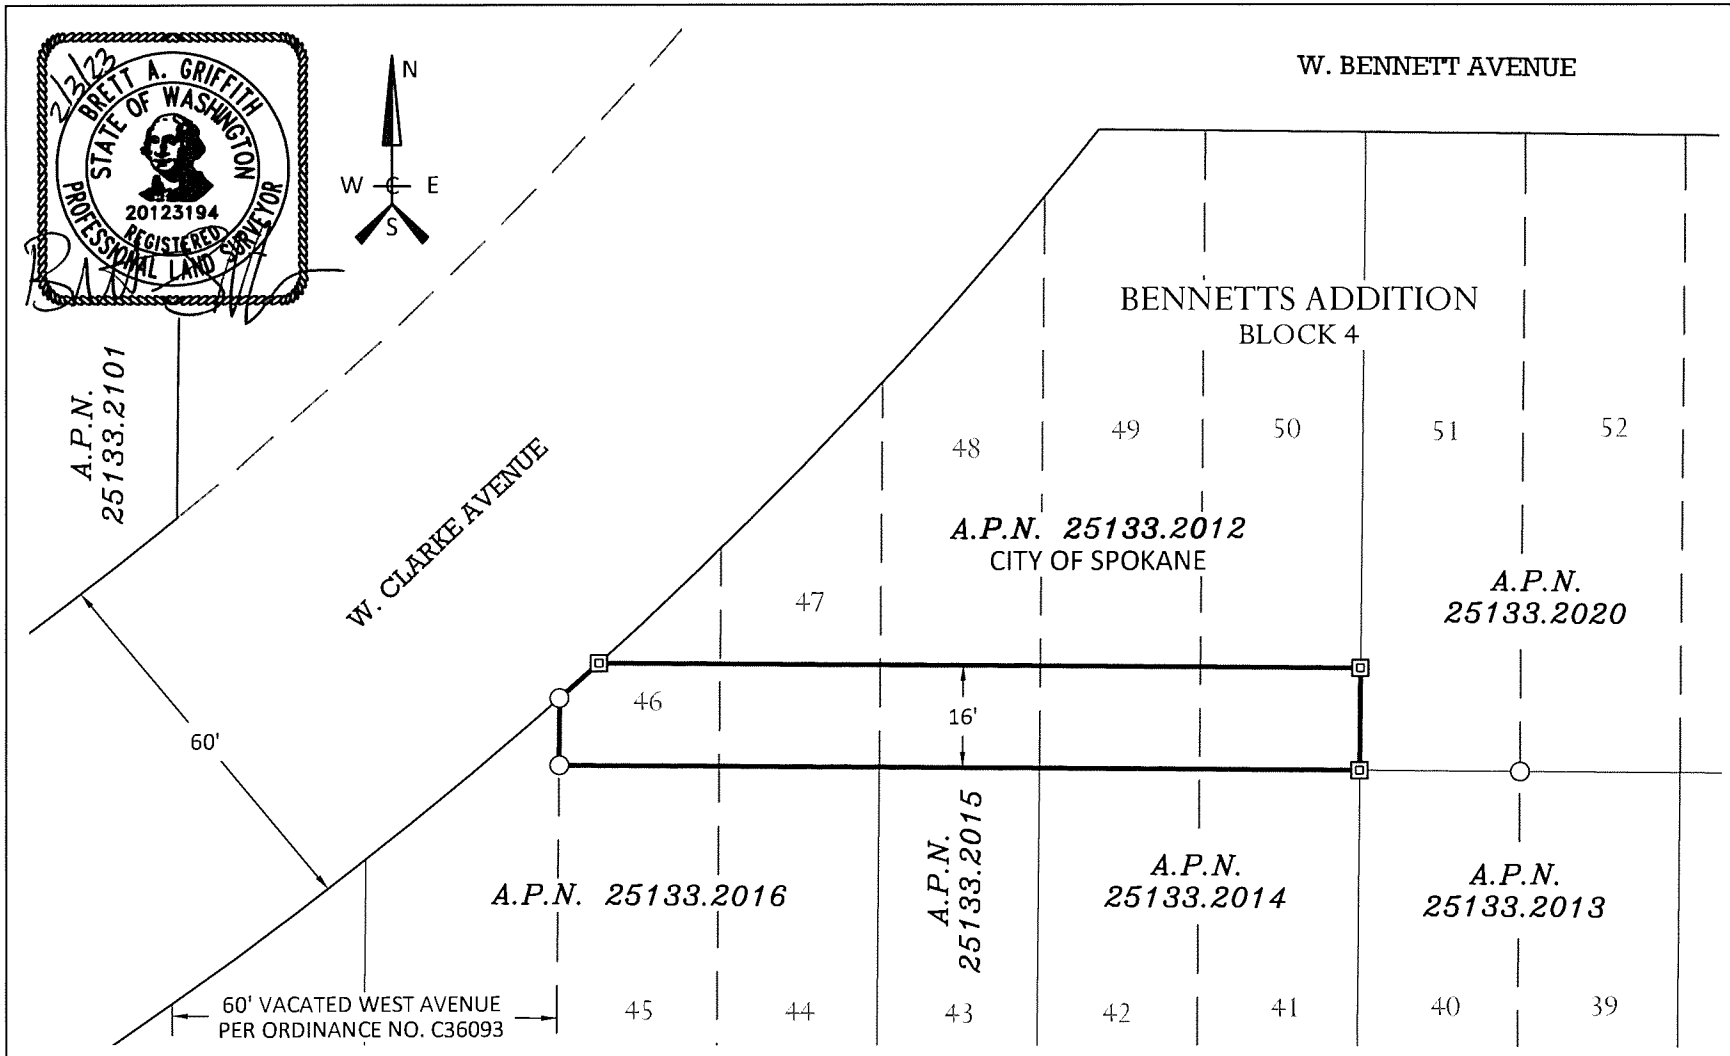 2/3/23
BRETT A. GRIFFITH
STATE OF WASHINGTON
20123194
REGISTERED
PROFESSIONAL LAND SURVEYOR
N
W C E
S
W. BENNETT AVENUE
BENNETTS ADDITION
BLOCK 4
A.P.N.
25133.2101
W. CLARKE AVENUE
48
49
50
51
52
A.P.N. 25133.2012
CITY OF SPOKANE
47
A.P.N.
25133.2020
46
16'
60'
A.P.N. 25133.2016
A.P.N.
25133.2015
A.P.N.
25133.2014
A.P.N.
25133.2013
60' VACATED WEST AVENUE
PER ORDINANCE NO. C36093
45
44
43
42
41
40
39